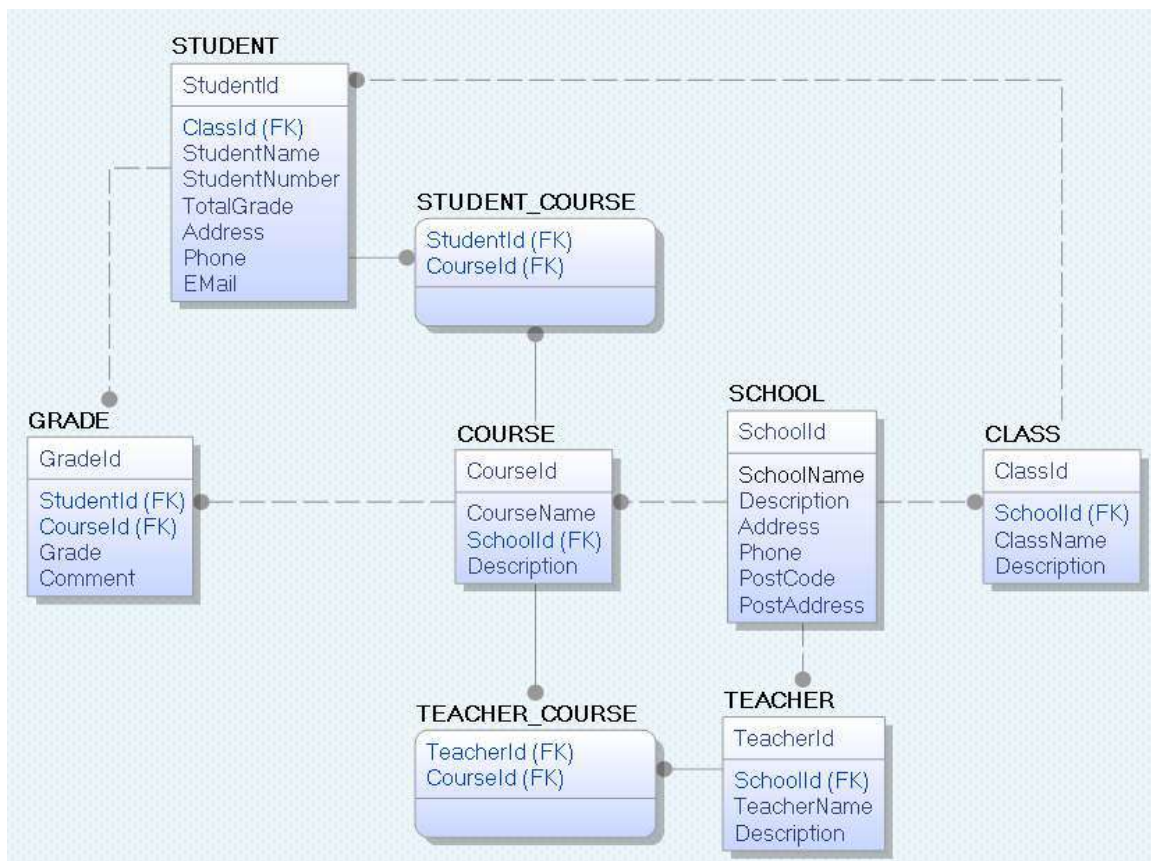 STUDENT
StudentId
ClassId (FK)
StudentName
StudentNumber
TotalGrade
Address
Phone
EMail
STUDENT_COURSE
StudentId (FK)
CourseId (FK)
GRADE
GradeId
StudentId (FK)
CourseId (FK)
Grade
Comment
COURSE
CourseId
CourseName
SchoolId (FK)
Description
SCHOOL
SchoolId
SchoolName
Description
Address
Phone
PostCode
PostAddress
CLASS
ClassId
SchoolId (FK)
ClassName
Description
TEACHER_COURSE
TeacherId (FK)
CourseId (FK)
TEACHER
TeacherId
SchoolId (FK)
TeacherName
Description